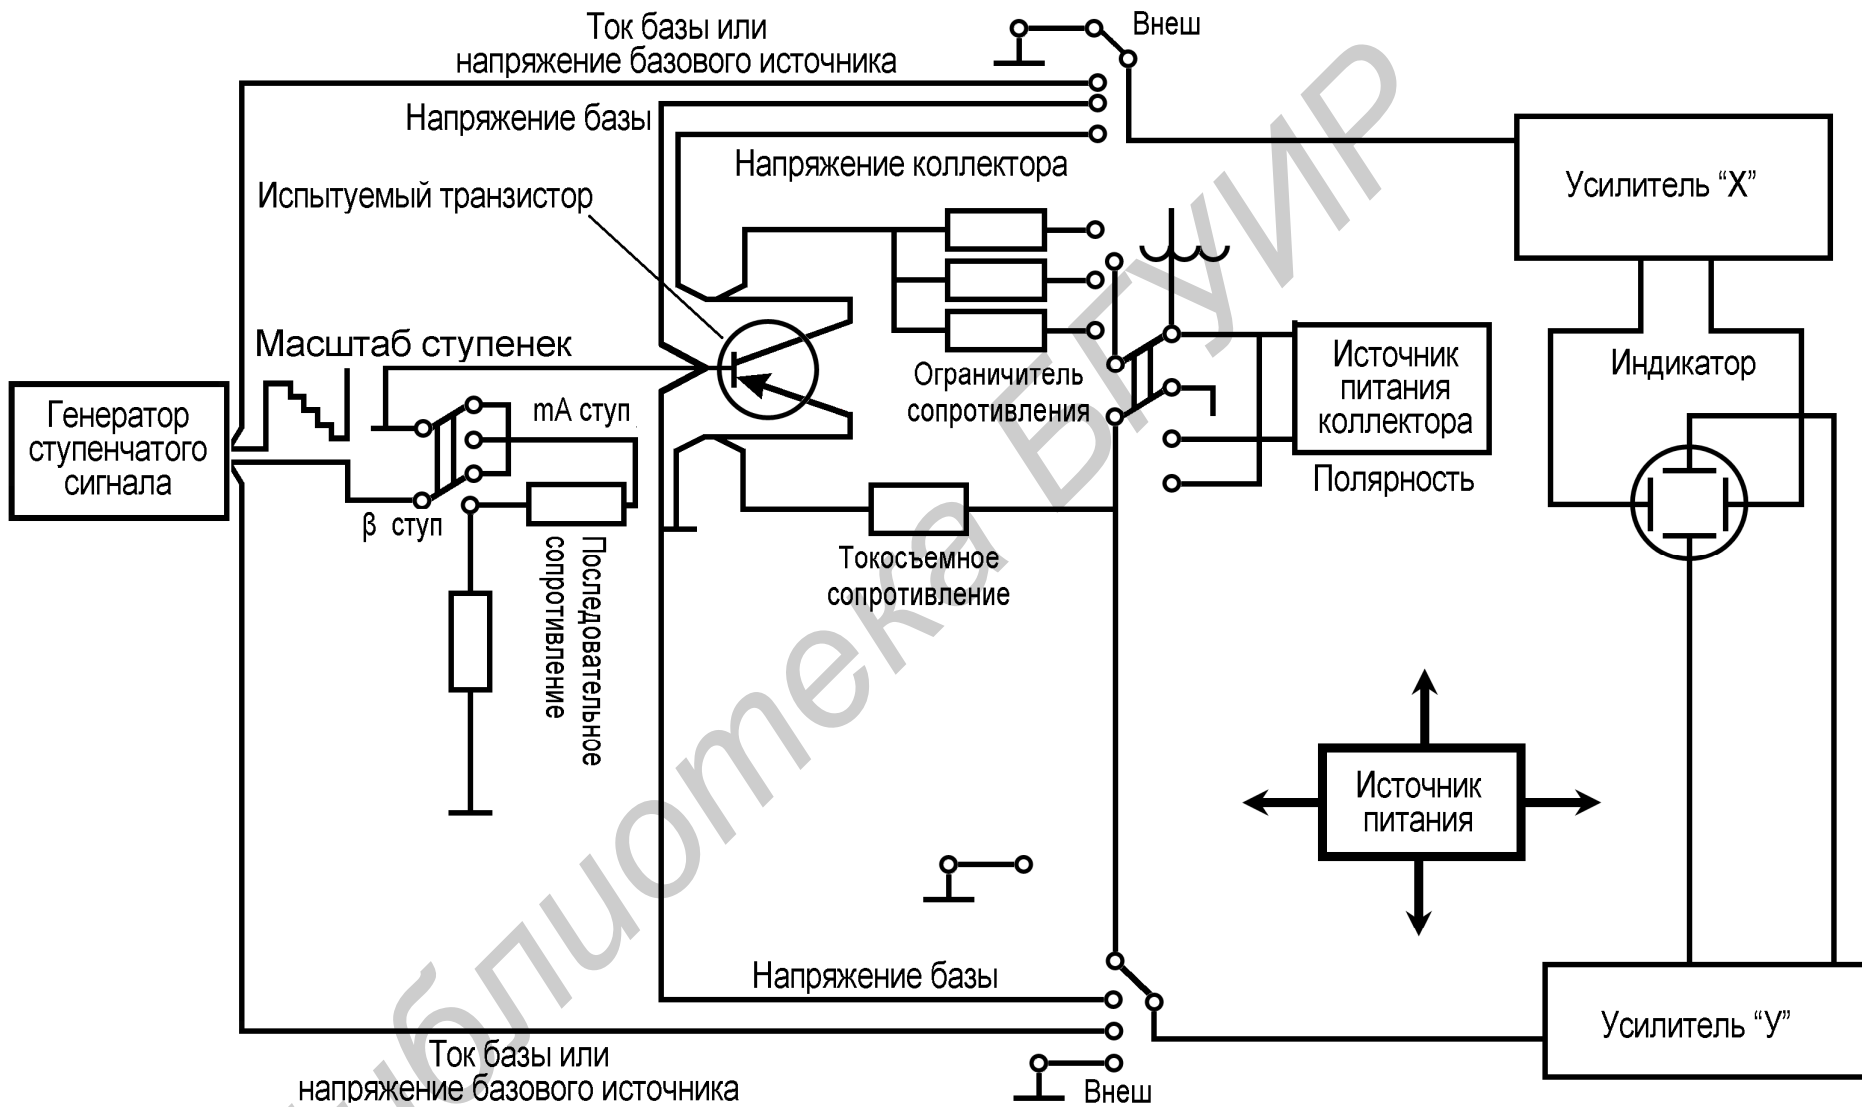 Ток базы или
напряжение базового источника
Внеш
Напряжение базы
Напряжение коллектора
Усилитель “Х”
Испытуемый транзистор
Масштаб ступенек
Генератор
ступенчатого
сигнала
mA ступ
β ступ
Ограничитель
сопротивления
Источник
питания
коллектора
Полярность
Индикатор
Последовательное
сопротивление
Токосъемное
сопротивление
Источник
питания
Напряжение базы
Усилитель “У”
Ток базы или
напряжение базового источника
Внеш
библиотека БГУИР